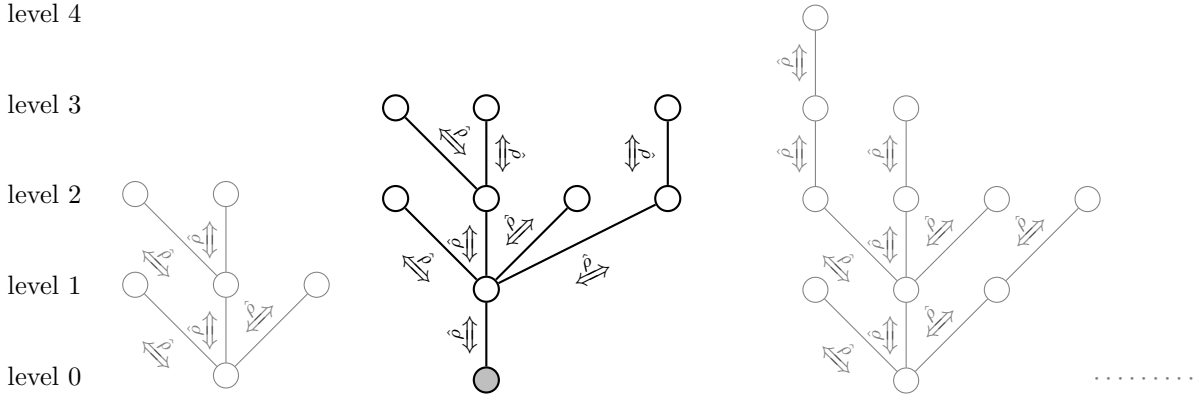 level 4
ρ̂
level 3
ρ̂ ρ̂ ρ̂ ρ̂ ρ̂
level 2
ρ̂ ρ̂ ρ̂ ρ̂ ρ̂ ρ̂ ρ̂ ρ̂ ρ̂ ρ̂
level 1
ρ̂ ρ̂ ρ̂ ρ̂ ρ̂ ρ̂ ρ̂
level 0 .........